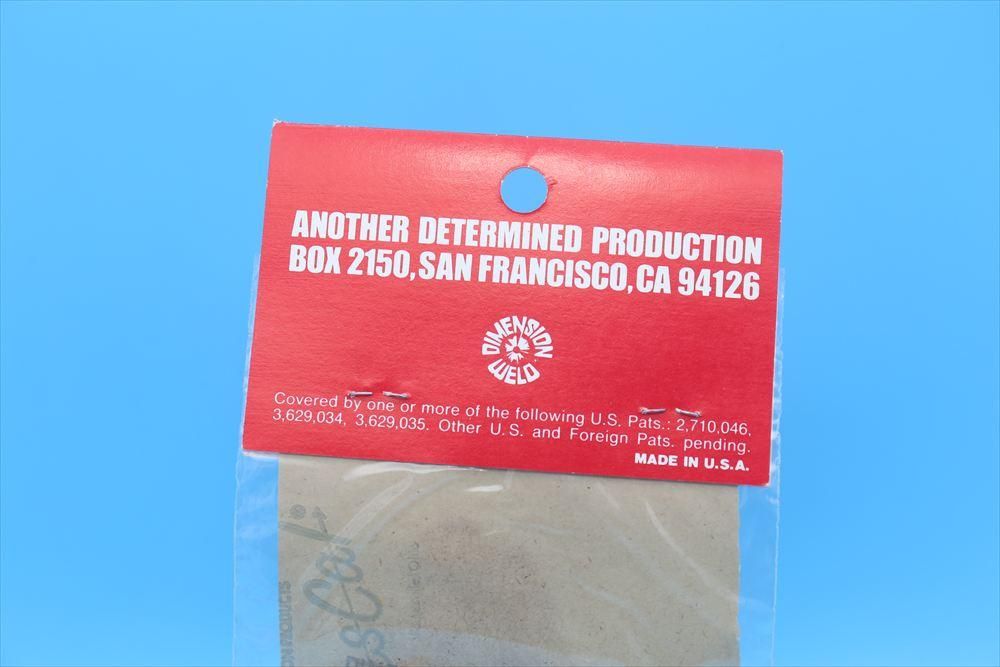 ANOTHER DETERMINED PRODUCTION
BOX 2150, SAN FRANCISCO, CA 94126
DIMENSION
WELD
Covered by one or more of the following U.S. Pats.: 2,710,046,
3,629,034, 3,629,035. Other U.S. and Foreign Pats. pending.
MADE IN U.S.A.